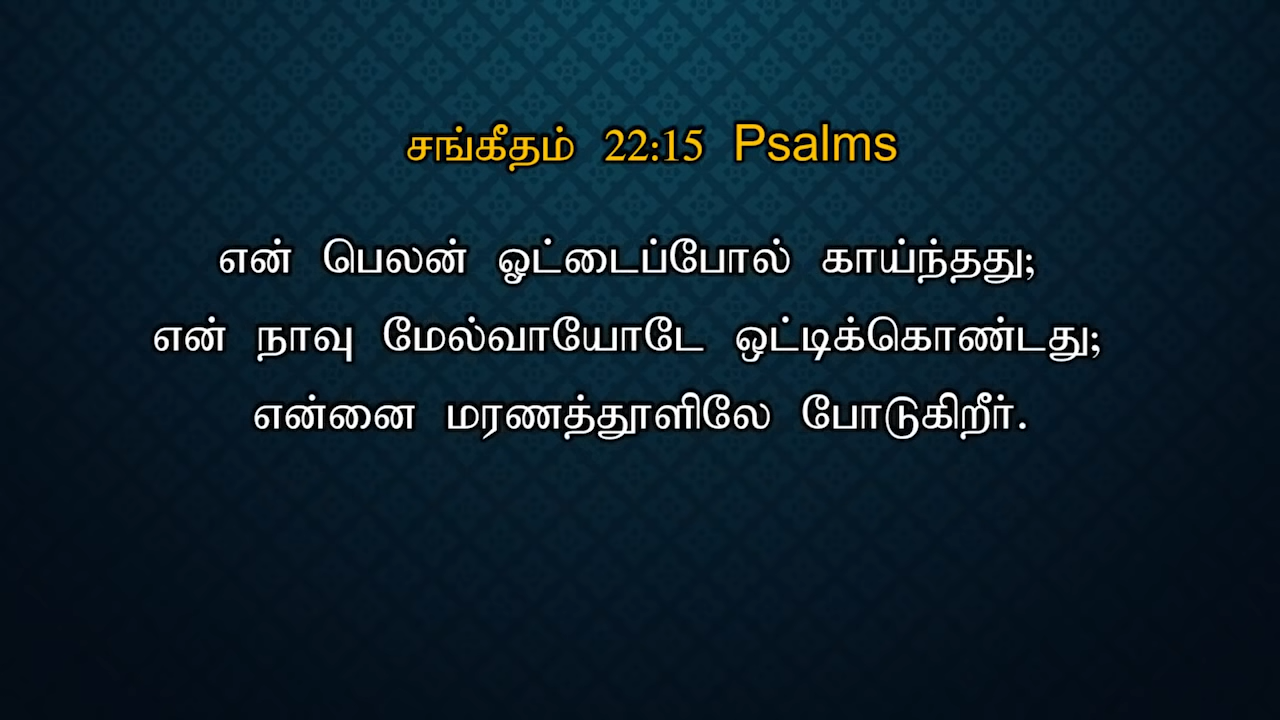 சங்கீதம் 22:15 Psalms
என் பெலன் ஓட்டைப்போல் காய்ந்தது;
என் நாவு மேல்வாயோடே ஒட்டிக்கொண்டது;
என்னை மரணத்தூளிலே போடுகிறீர்.